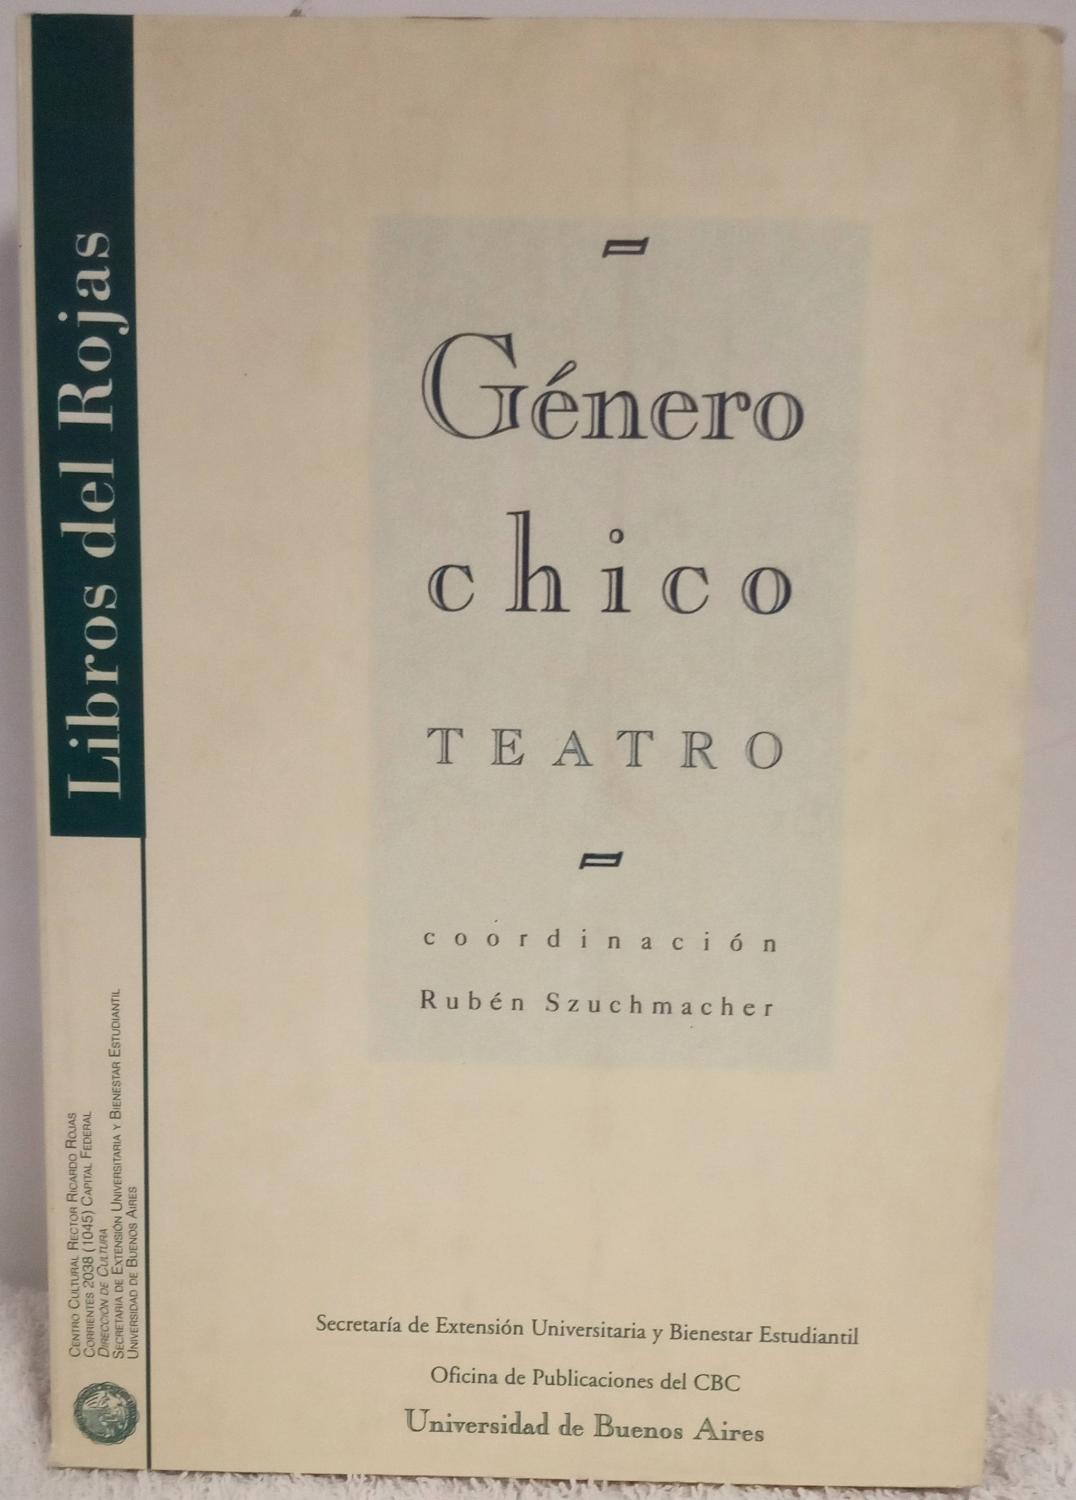 Libros del Rojas
Género
chico
TEATRO
coordinación
Rubén Szuchmacher
CENTRO CULTURAL RECTOR RICARDO ROJAS
CORRIENTES 2038 (1045) CAPITAL FEDERAL
DIRECCIÓN DE CULTURA
SECRETARIA DE EXTENSIÓN UNIVERSITARIA Y BIENESTAR ESTUDIANTIL
UNIVERSIDAD DE BUENOS AIRES
Secretaría de Extensión Universitaria y Bienestar Estudiantil
Oficina de Publicaciones del CBC
Universidad de Buenos Aires